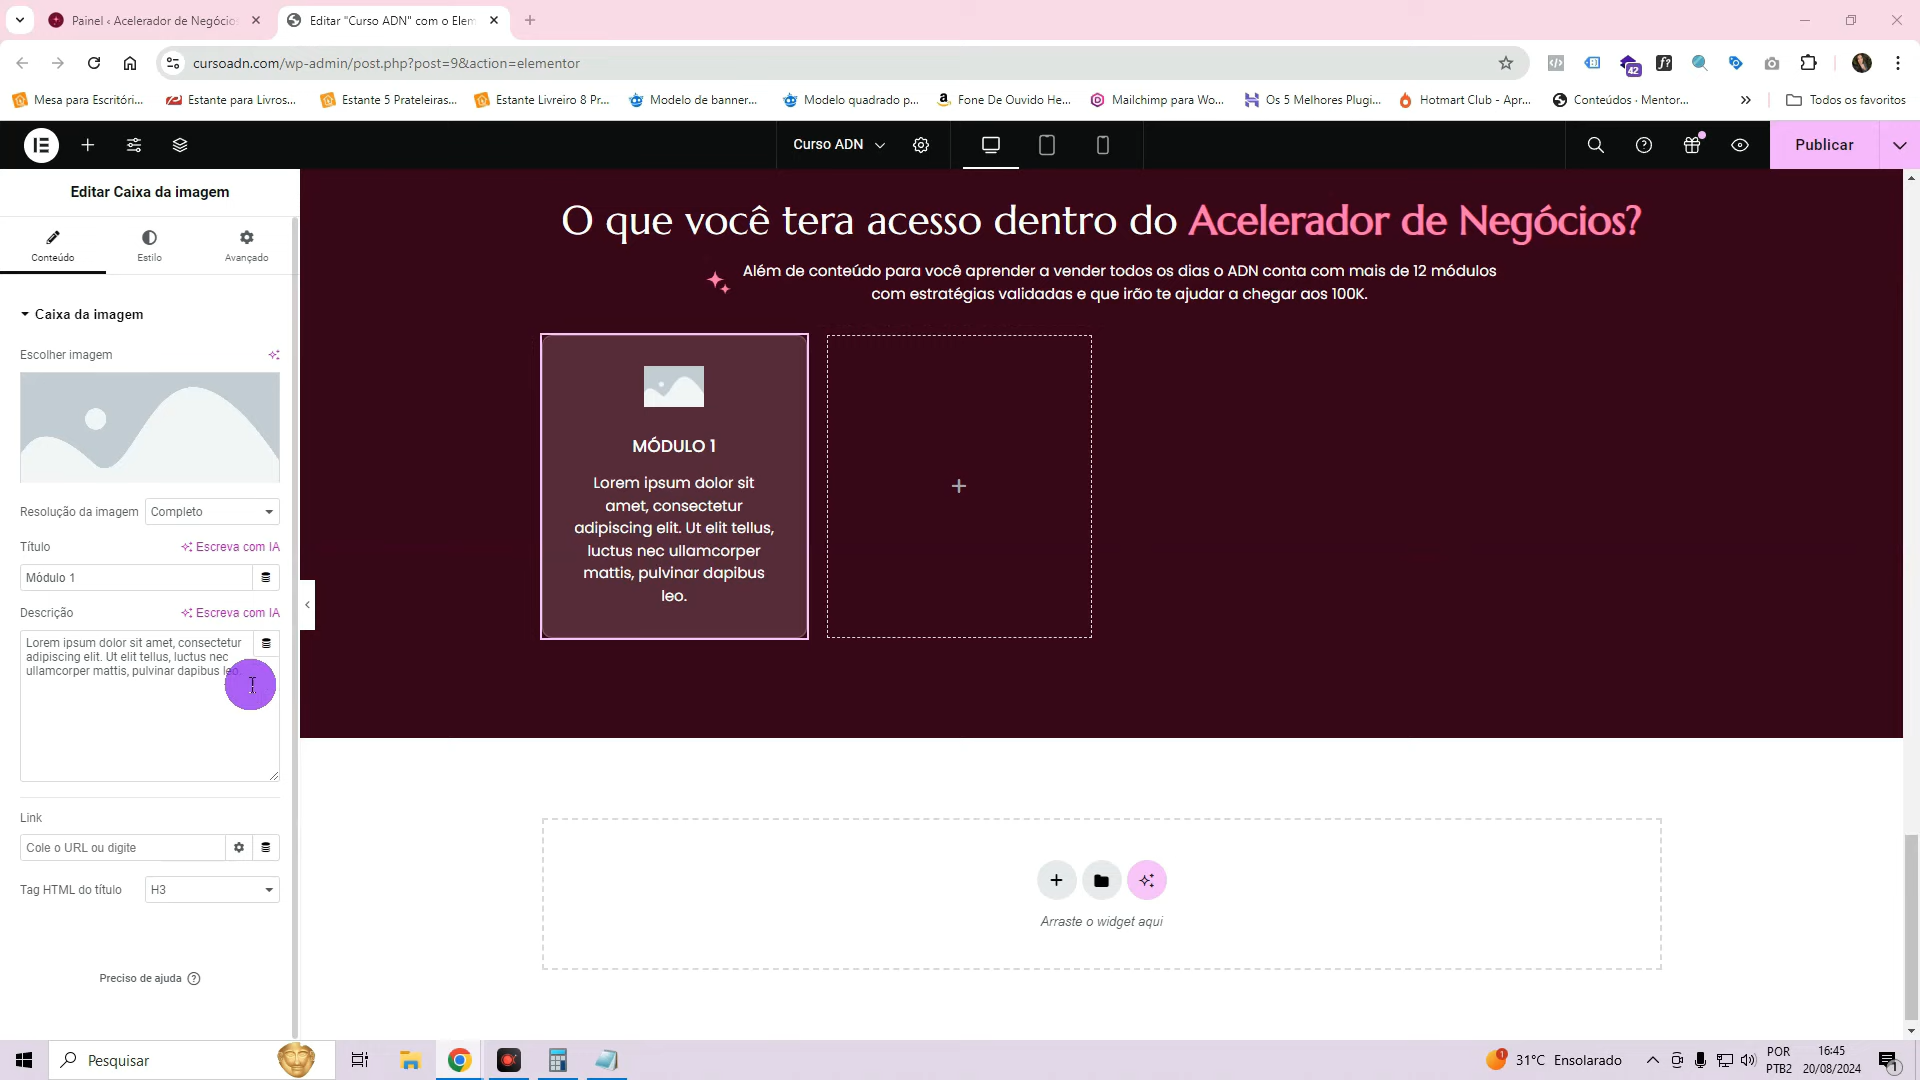 Painel ‹ Acelerador de Negócio
Editar "Curso ADN" com o Elem
cursoadn.com/wp-admin/post.php?post=9&action=elementor
42
f?
Mesa para Escritóri...
Estante para Livros...
Estante 5 Prateleiras...
Estante Livreiro 8 Pr...
Modelo de banner...
Modelo quadrado p...
Fone De Ouvido He...
Mailchimp para Wo...
Os 5 Melhores Plugi...
Hotmart Club - Apr...
Conteúdos · Mentor...
»
Todos os favoritos
Curso ADN
Publicar
Editar Caixa da imagem
Conteúdo
Estilo
Avançado
Caixa da imagem
Escolher imagem
Resolução da imagem
Completo
Título
Escreva com IA
Módulo 1
Descrição
Escreva com IA
Lorem ipsum dolor sit amet, consectetur
adipiscing elit. Ut elit tellus, luctus nec
ullamcorper mattis, pulvinar dapibus leo.
Link
Cole o URL ou digite
Tag HTML do título
H3
Preciso de ajuda
O que você tera acesso dentro do Acelerador de Negócios?
Além de conteúdo para você aprender a vender todos os dias o ADN conta com mais de 12 módulos
com estratégias validadas e que irão te ajudar a chegar aos 100K.
MÓDULO 1
Lorem ipsum dolor sit
amet, consectetur
adipiscing elit. Ut elit tellus,
luctus nec ullamcorper
mattis, pulvinar dapibus
leo.
Arraste o widget aqui
Pesquisar
1
31°C Ensolarado
POR
PTB2
16:45
20/08/2024
1